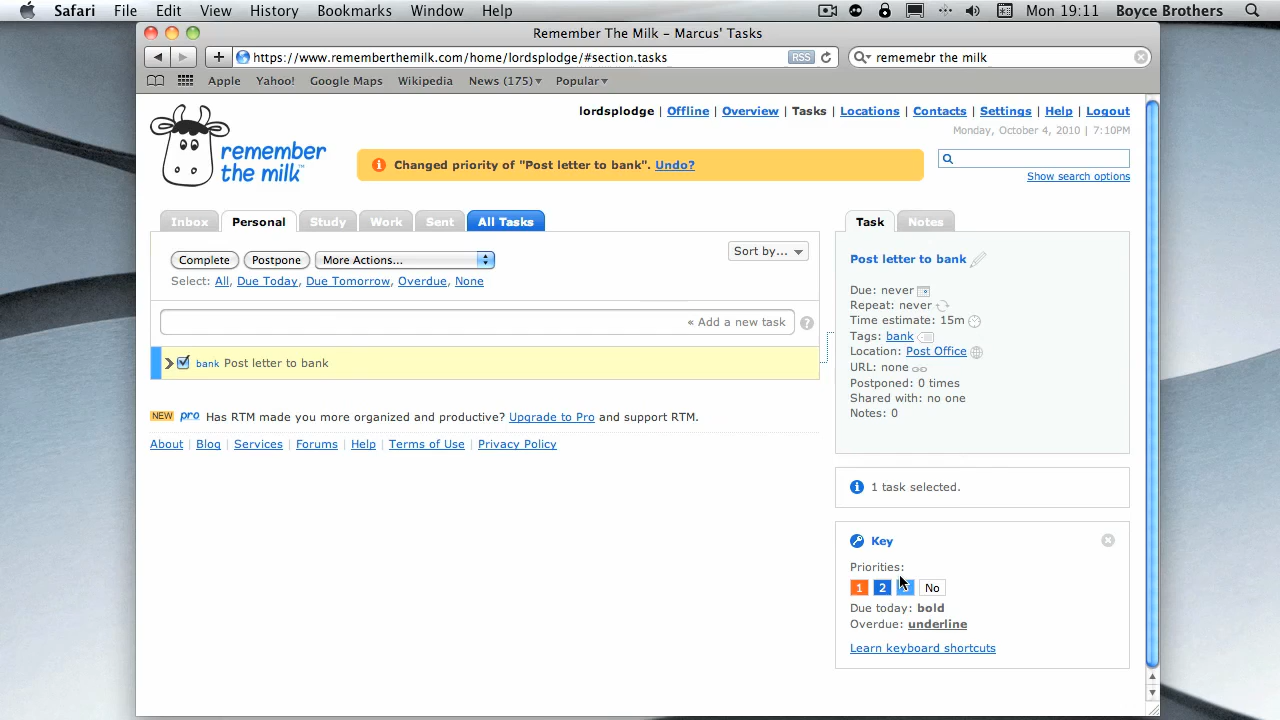 Safari File Edit View History Bookmarks Window Help Mon 19:11 Boyce Brothers
Remember The Milk – Marcus' Tasks
https://www.rememberthemilk.com/home/lordsplodge/#section.tasks RSS rememebr the milk
Apple Yahoo! Google Maps Wikipedia News (175) Popular
lordsplodge | Offline | Overview | Tasks | Locations | Contacts | Settings | Help | Logout
Monday, October 4, 2010 | 7:10PM
remember
the milk
Changed priority of "Post letter to bank". Undo?
Show search options
Inbox Personal Study Work Sent All Tasks
Complete Postpone More Actions... Sort by...
Select: All, Due Today, Due Tomorrow, Overdue, None
« Add a new task ?
bank Post letter to bank
NEW pro Has RTM made you more organized and productive? Upgrade to Pro and support RTM.
About | Blog | Services | Forums | Help | Terms of Use | Privacy Policy
Task Notes
Post letter to bank
Due: never
Repeat: never
Time estimate: 15m
Tags: bank
Location: Post Office
URL: none
Postponed: 0 times
Shared with: no one
Notes: 0
1 task selected.
Key
Priorities:
1 2 No
Due today: bold
Overdue: underline
Learn keyboard shortcuts